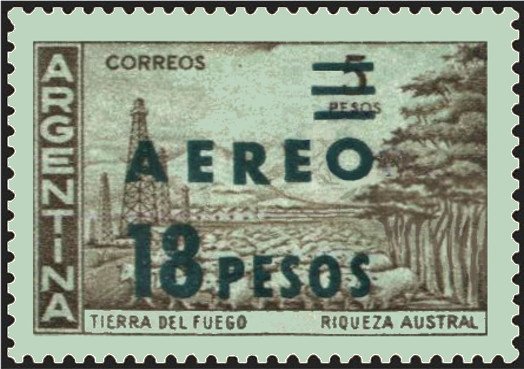 ARGENTINA
CORREOS
5
PESOS
AEREO
18 PESOS
TIERRA DEL FUEGO
RIQUEZA AUSTRAL